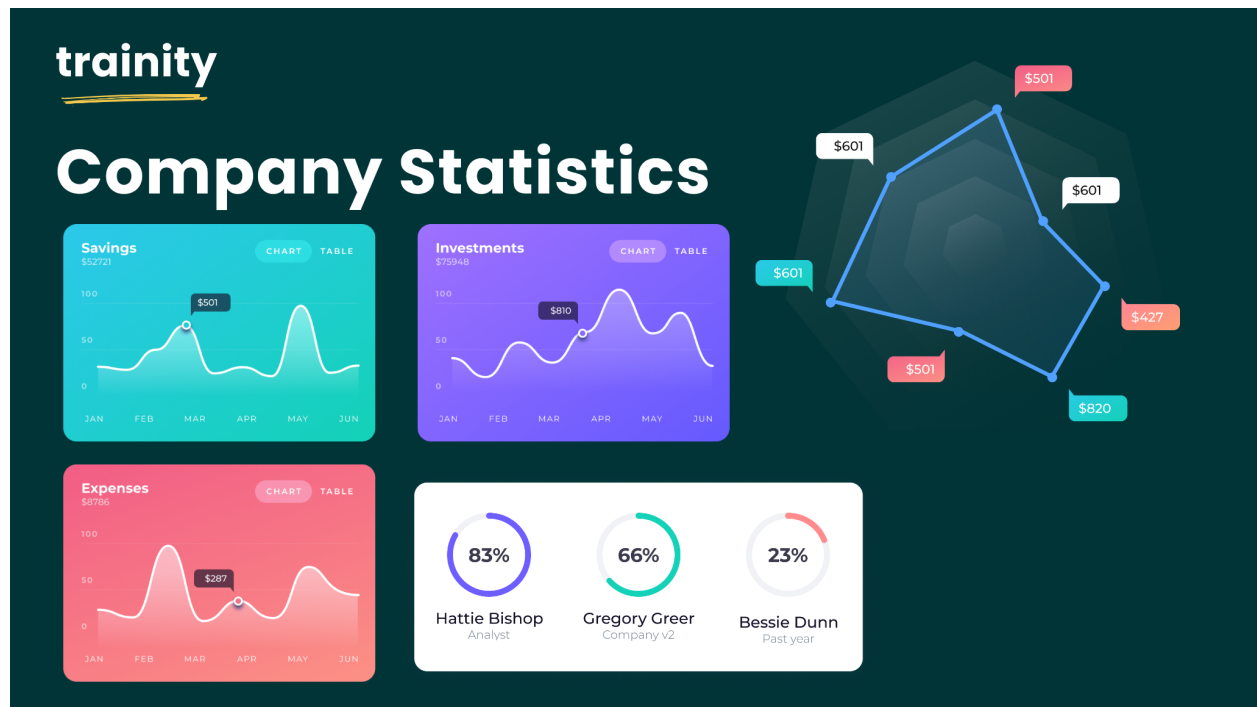 trainity
Company Statistics
Savings
$52721
CHART TABLE
100
$501
50
0
JAN FEB MAR APR MAY JUN
Investments
$75948
CHART TABLE
100
$810
50
0
JAN FEB MAR APR MAY JUN
$501
$601
$601
$601
$427
$501
$820
Expenses
$8786
CHART TABLE
100
50
$287
0
JAN FEB MAR APR MAY JUN
83%
Hattie Bishop
Analyst
66%
Gregory Greer
Company v2
23%
Bessie Dunn
Past year